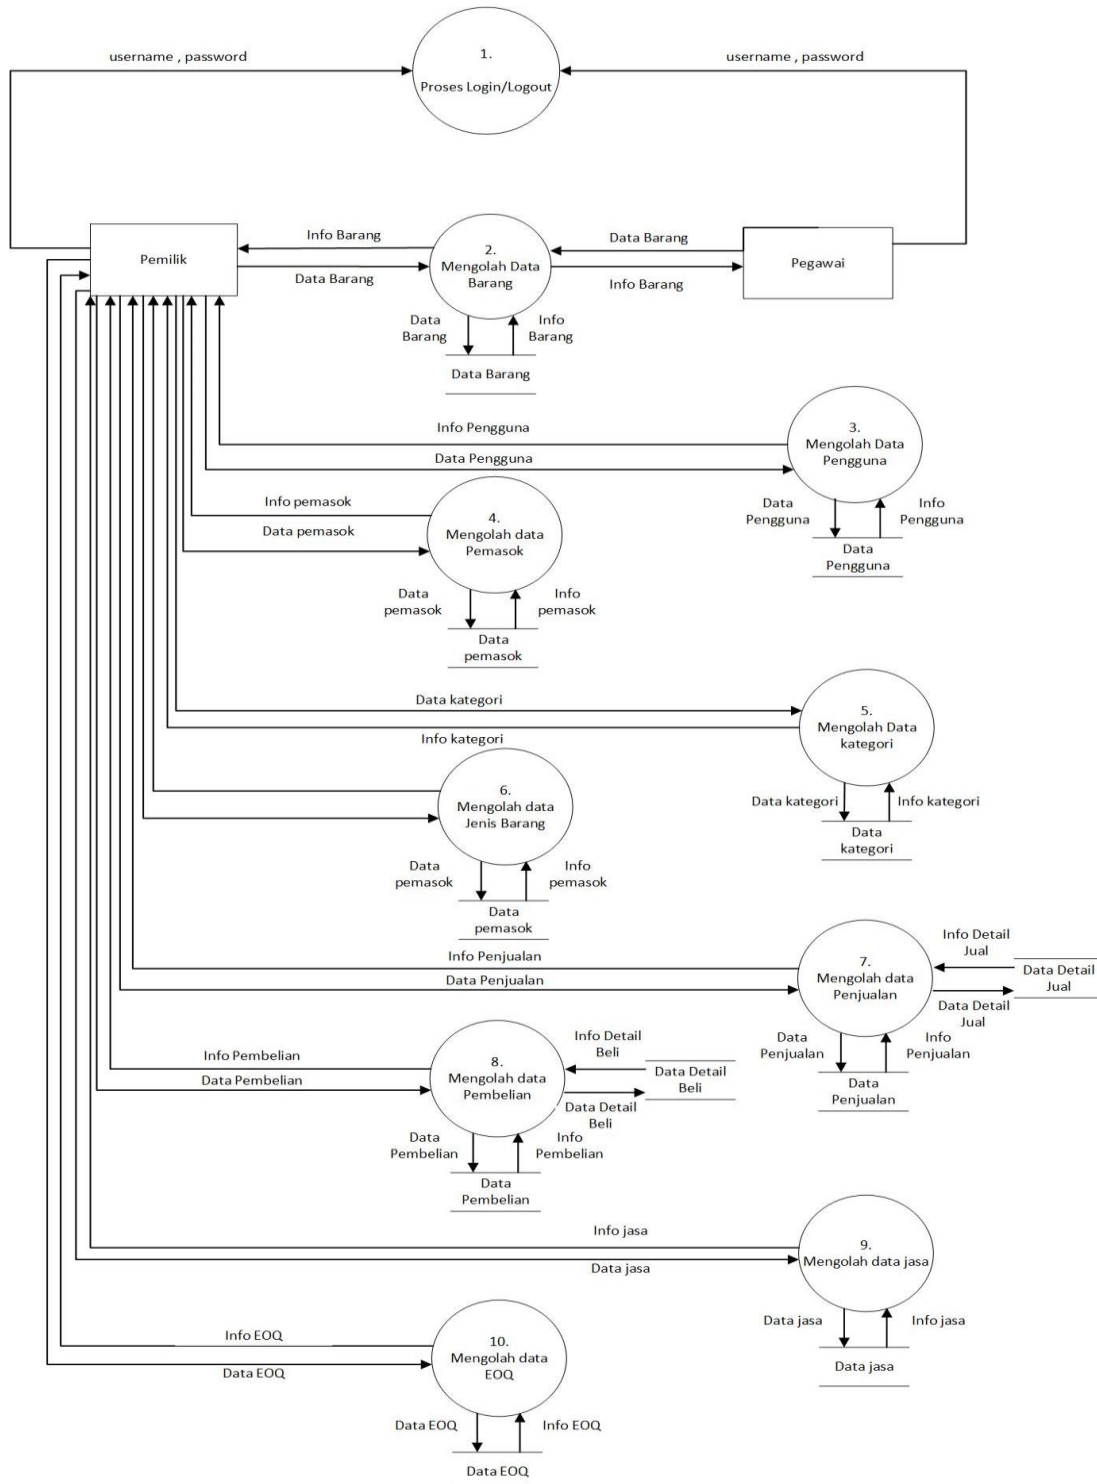 username , password
username , password
1.
Proses Login/Logout
Info Barang
Data Barang
Pemilik
2.
Mengolah Data
Barang
Data Barang
Info Barang
Pegawai
Data
Barang
Info
Barang
Data Barang
Info Pengguna
Data Pengguna
3.
Mengolah Data
Pengguna
Data
Pengguna
Info
Pengguna
Data
Pengguna
Info pemasok
Data pemasok
4.
Mengolah data
Pemasok
Data
pemasok
Info
pemasok
Data
pemasok
Data kategori
Info kategori
5.
Mengolah Data
kategori
Data kategori
Info kategori
Data
kategori
6.
Mengolah data
Jenis Barang
Data
pemasok
Info
pemasok
Data
pemasok
Info Penjualan
Data Penjualan
7.
Mengolah data
Penjualan
Info Detail
Jual
Data Detail
Jual
Data Detail
Jual
Data
Penjualan
Info
Penjualan
Data
Penjualan
Info Pembelian
Data Pembelian
8.
Mengolah data
Pembelian
Info Detail
Beli
Data Detail
Beli
Data Detail
Beli
Data
Pembelian
Info
Pembelian
Data
Pembelian
Info jasa
Data jasa
9.
Mengolah data jasa
Data jasa
Info jasa
Data jasa
Info EOQ
Data EOQ
10.
Mengolah data
EOQ
Data EOQ
Info EOQ
Data EOQ